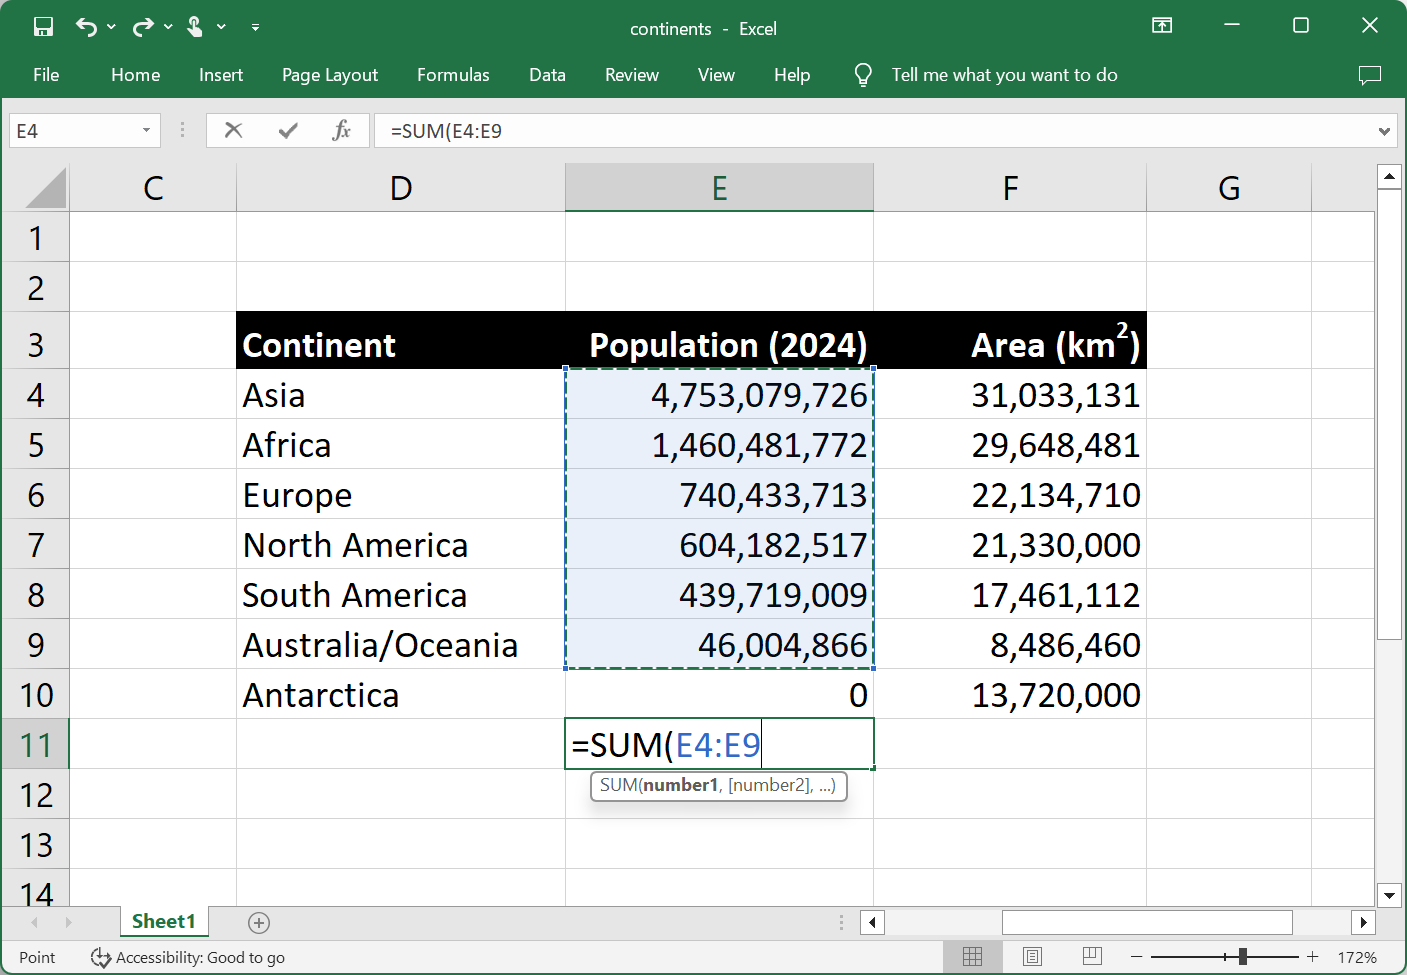 continents - Excel
File Home Insert Page Layout Formulas Data Review View Help Tell me what you want to do
E4 fx =SUM(E4:E9
C D E F G
1
2
3 Continent Population (2024) Area (km²)
4 Asia 4,753,079,726 31,033,131
5 Africa 1,460,481,772 29,648,481
6 Europe 740,433,713 22,134,710
7 North America 604,182,517 21,330,000
8 South America 439,719,009 17,461,112
9 Australia/Oceania 46,004,866 8,486,460
10 Antarctica 0 13,720,000
11 =SUM(E4:E9
SUM(number1, [number2], ...)
12
13
14
Sheet1
Point Accessibility: Good to go 172%